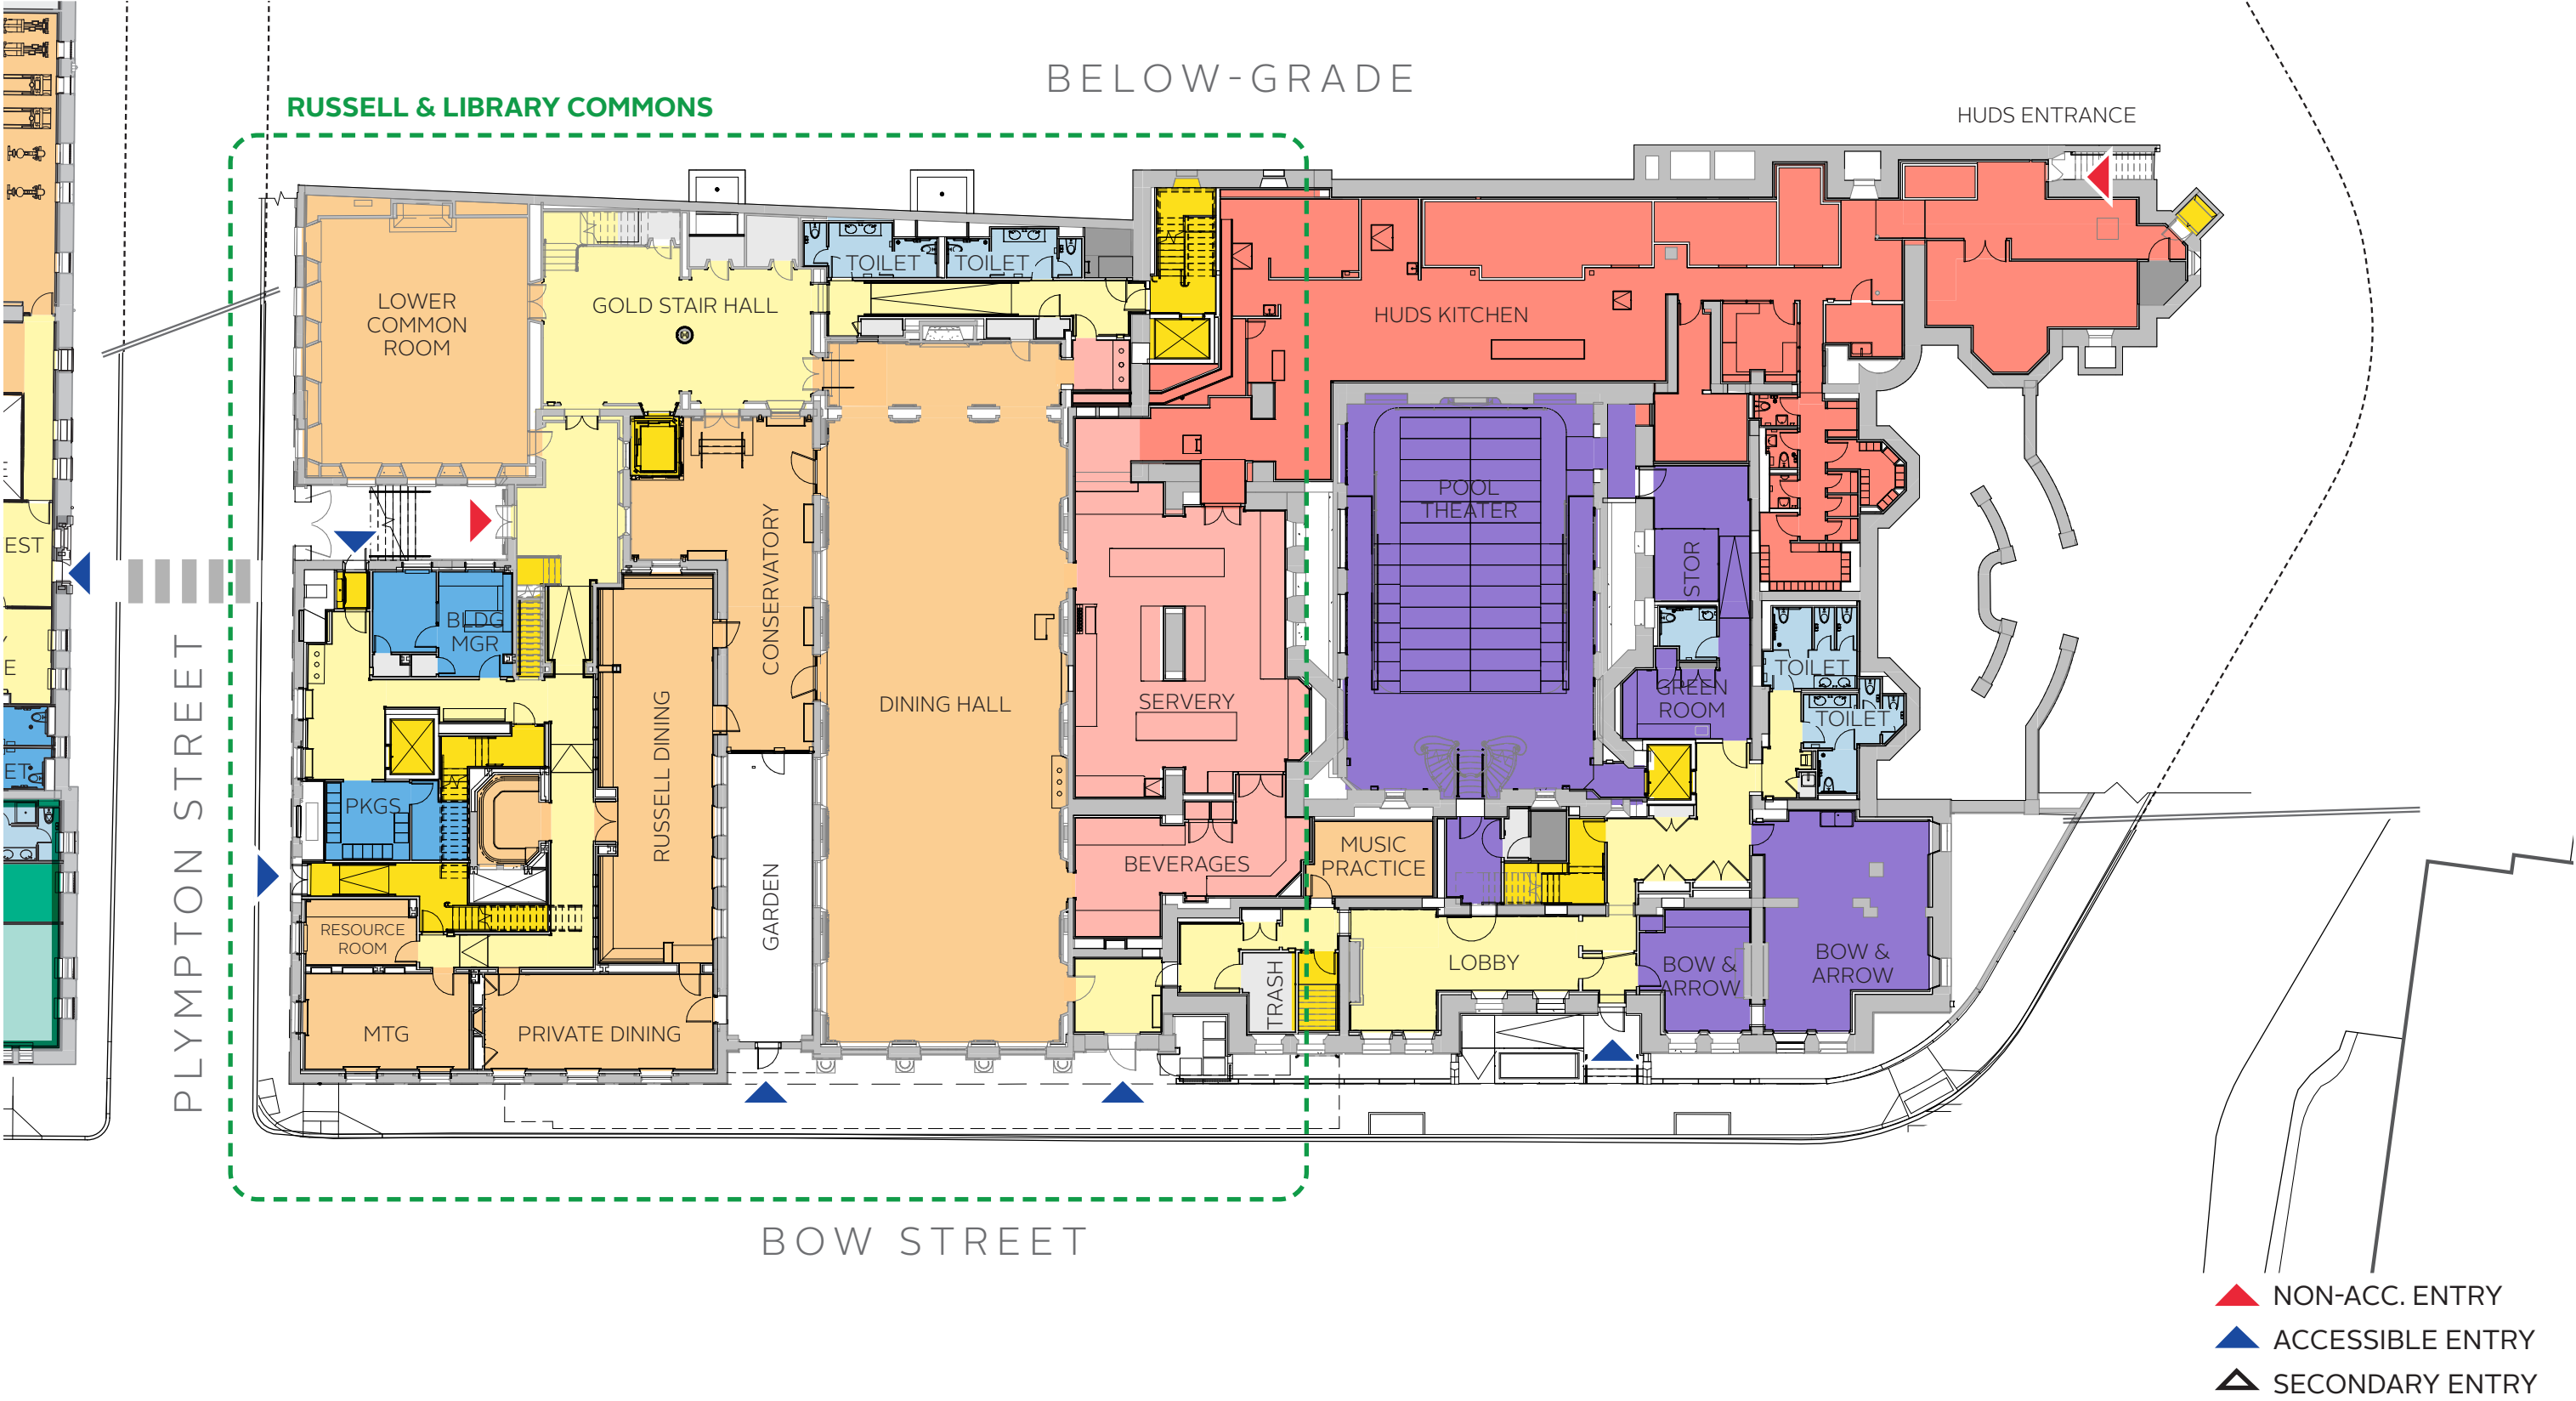 BELOW-GRADE
RUSSELL & LIBRARY COMMONS
HUDS ENTRANCE
LOWER
COMMON
ROOM
GOLD STAIR HALL
TOILET
TOILET
HUDS KITCHEN
POOL
THEATER
EST
CONSERVATORY
STOR
BLDG
MGR
E
TOILET
GREEN
ROOM
TOILET
DINING HALL
SERVERY
RUSSELL DINING
ET
PKGS
PLYMPTON STREET
MUSIC
PRACTICE
BEVERAGES
GARDEN
RESOURCE
ROOM
LOBBY
TRASH
BOW &
ARROW
BOW &
ARROW
MTG
PRIVATE DINING
BOW STREET
NON-ACC. ENTRY
ACCESSIBLE ENTRY
SECONDARY ENTRY